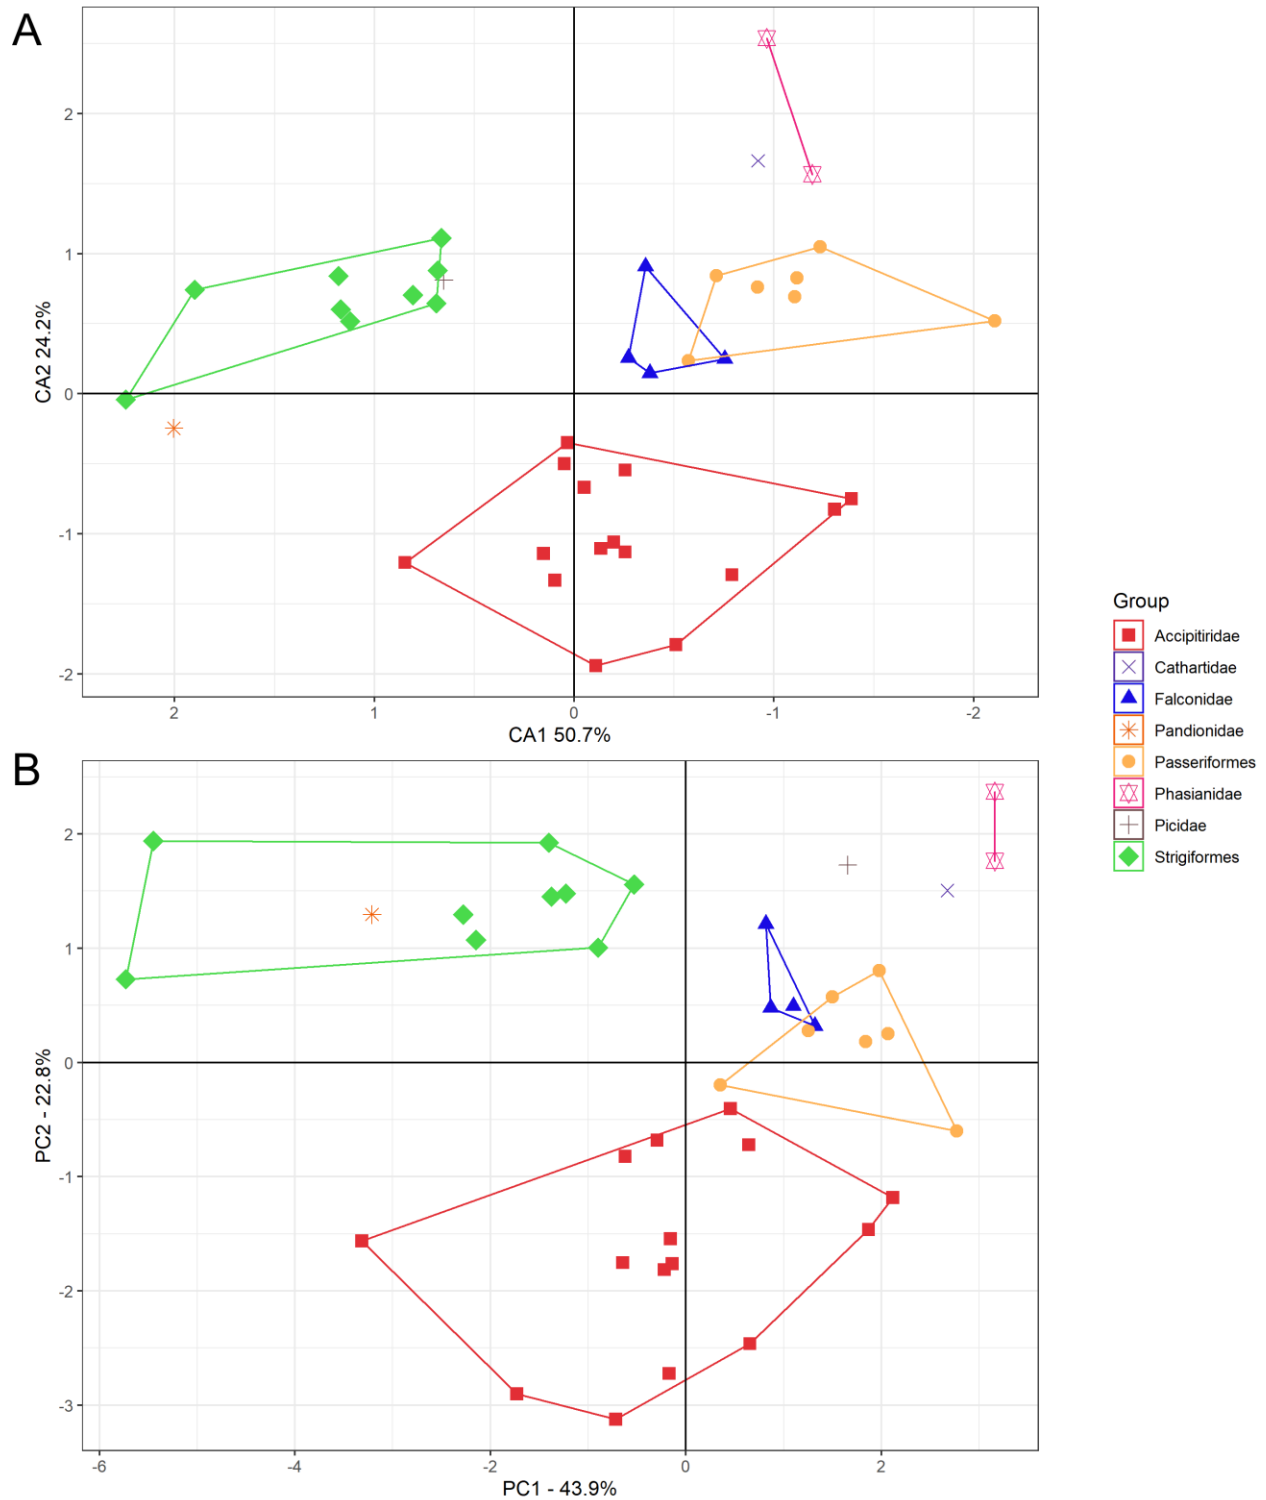 A
2
1
0
-1
-2
CA2 24.2%
2
1
0
-1
-2
CA1 50.7%
B
2
1
0
-1
-2
-3
PC2 - 22.8%
-6
-4
-2
0
2
PC1 - 43.9%
Group
Accipitridae
Cathartidae
Falconidae
Pandionidae
Passeriformes
Phasianidae
Picidae
Strigiformes